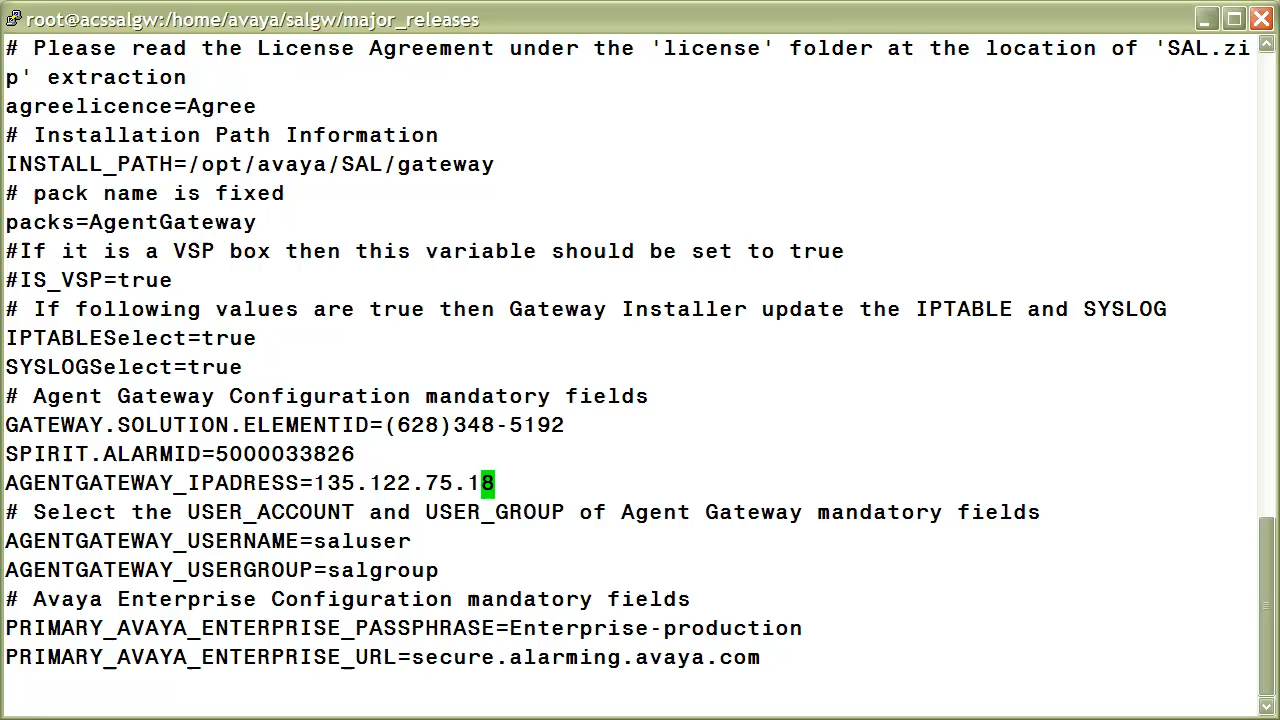 root@acssalgw:/home/avaya/salgw/major_releases
# Please read the License Agreement under the 'license' folder at the location of 'SAL.zi
p' extraction
agreelicence=Agree
# Installation Path Information
INSTALL_PATH=/opt/avaya/SAL/gateway
# pack name is fixed
packs=AgentGateway
#If it is a VSP box then this variable should be set to true
#IS_VSP=true
# If following values are true then Gateway Installer update the IPTABLE and SYSLOG
IPTABLESelect=true
SYSLOGSelect=true
# Agent Gateway Configuration mandatory fields
GATEWAY.SOLUTION.ELEMENTID=(628)348-5192
SPIRIT.ALARMID=5000033826
AGENTGATEWAY_IPADRESS=135.122.75.18
# Select the USER_ACCOUNT and USER_GROUP of Agent Gateway mandatory fields
AGENTGATEWAY_USERNAME=saluser
AGENTGATEWAY_USERGROUP=salgroup
# Avaya Enterprise Configuration mandatory fields
PRIMARY_AVAYA_ENTERPRISE_PASSPHRASE=Enterprise-production
PRIMARY_AVAYA_ENTERPRISE_URL=secure.alarming.avaya.com